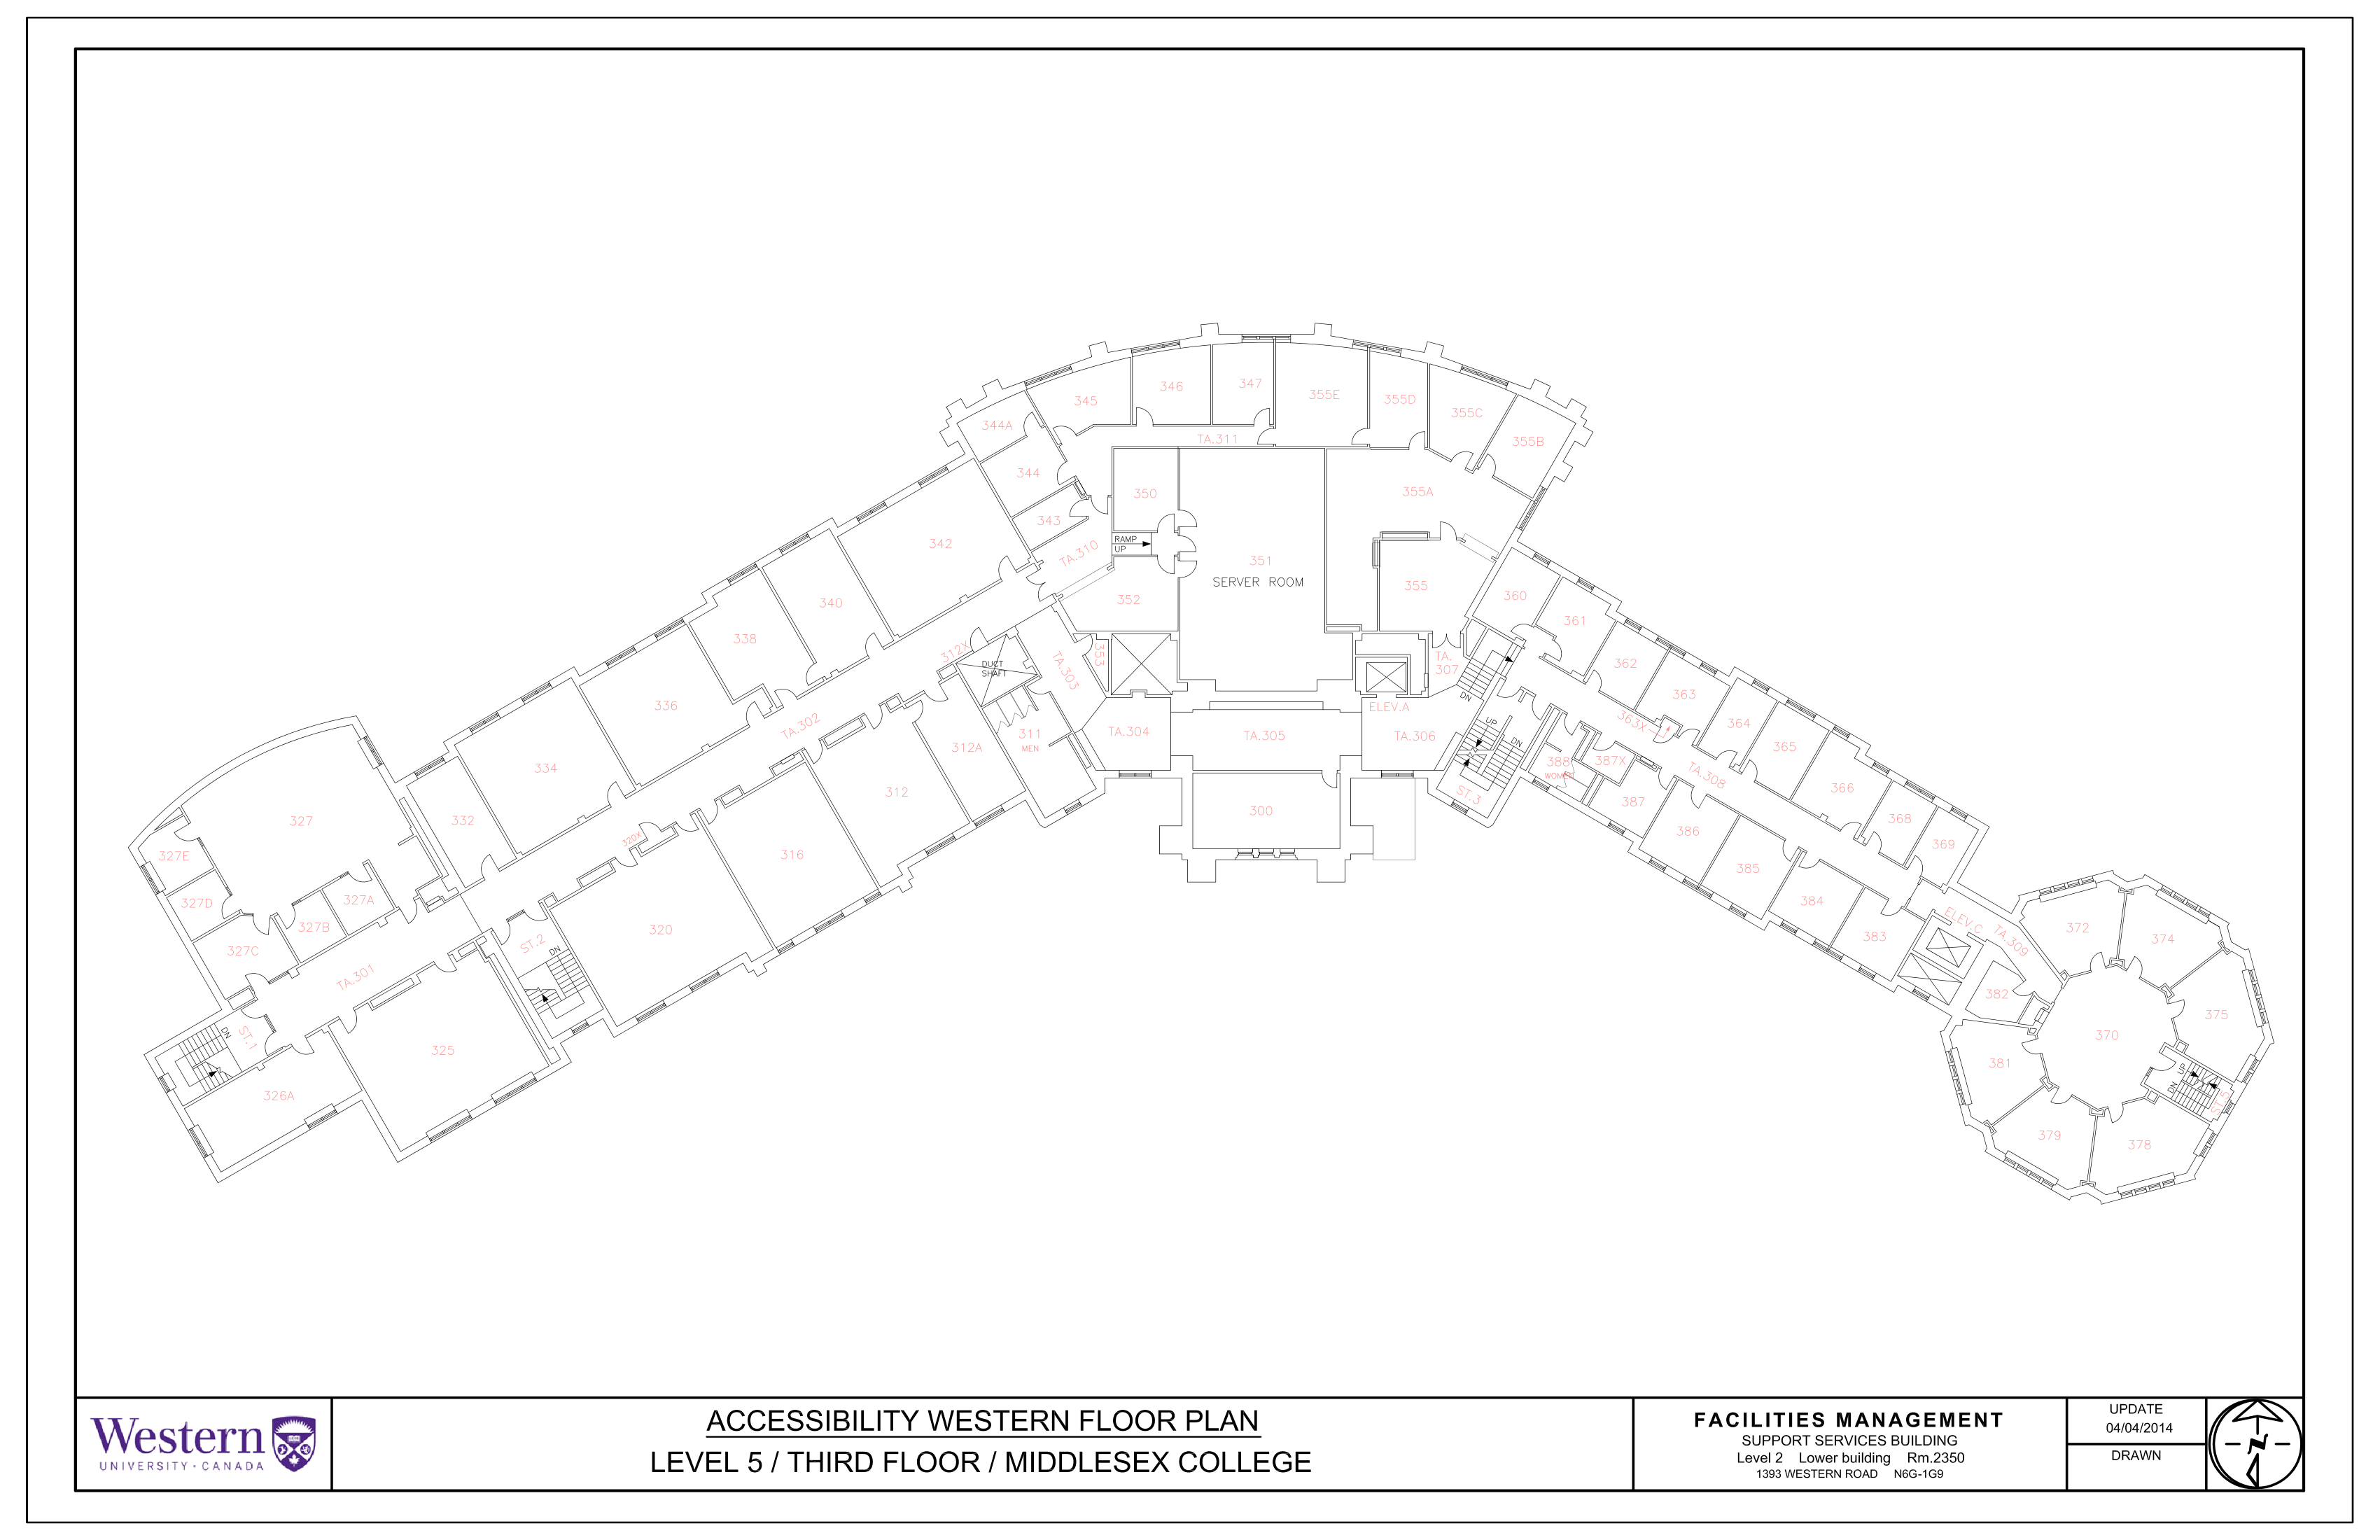 346
347
355E
355D
345
355C
344A
TA.311
355B
344
350
355A
343
RAMP
UP
342
TA.310
351
SERVER ROOM
355
352
360
340
361
338
312X
DUCT
SHAFT
TA.303
353
TA.
307
DN
362
363
336
TA.302
ELEV.A
363X
364
311
MEN
TA.304
TA.305
TA.306
UP
DN
312A
365
334
388
WOMEN
387X
TA.308
366
312
ST.3
387
300
332
327
368
386
320X
369
316
327E
385
327A
327D
384
327B
320
ELEV.C
TA.309
372
374
383
327C
ST.2
DN
TA.301
382
375
DN
ST.1
370
325
381
UP
DN
326A
ST.5
379
378
Western
UNIVERSITY · CANADA
ACCESSIBILITY WESTERN FLOOR PLAN
LEVEL 5 / THIRD FLOOR / MIDDLESEX COLLEGE
FACILITIES MANAGEMENT
SUPPORT SERVICES BUILDING
Level 2 Lower building Rm.2350
1393 WESTERN ROAD N6G-1G9
UPDATE
04/04/2014
DRAWN
N